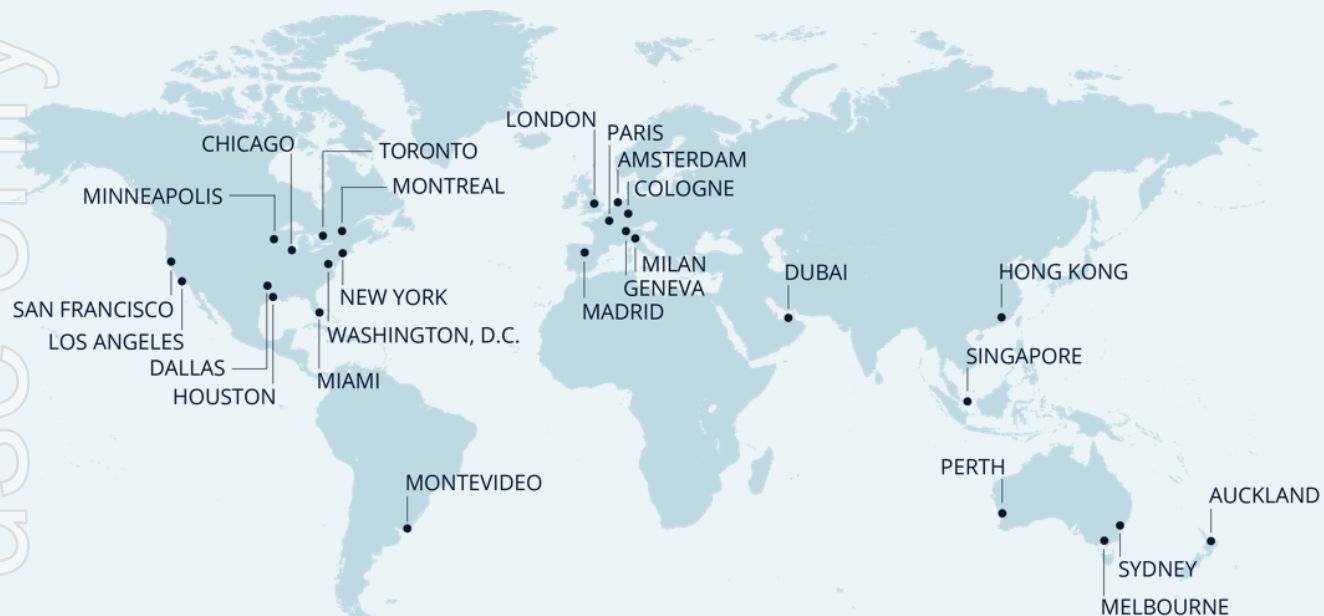 LONDON
PARIS
CHICAGO
TORONTO
AMSTERDAM
MINNEAPOLIS
MONTREAL
COLOGNE
MILAN
DUBAI
HONG KONG
GENEVA
NEW YORK
SAN FRANCISCO
MADRID
WASHINGTON, D.C.
LOS ANGELES
SINGAPORE
DALLAS
MIAMI
HOUSTON
PERTH
MONTEVIDEO
AUCKLAND
SYDNEY
MELBOURNE